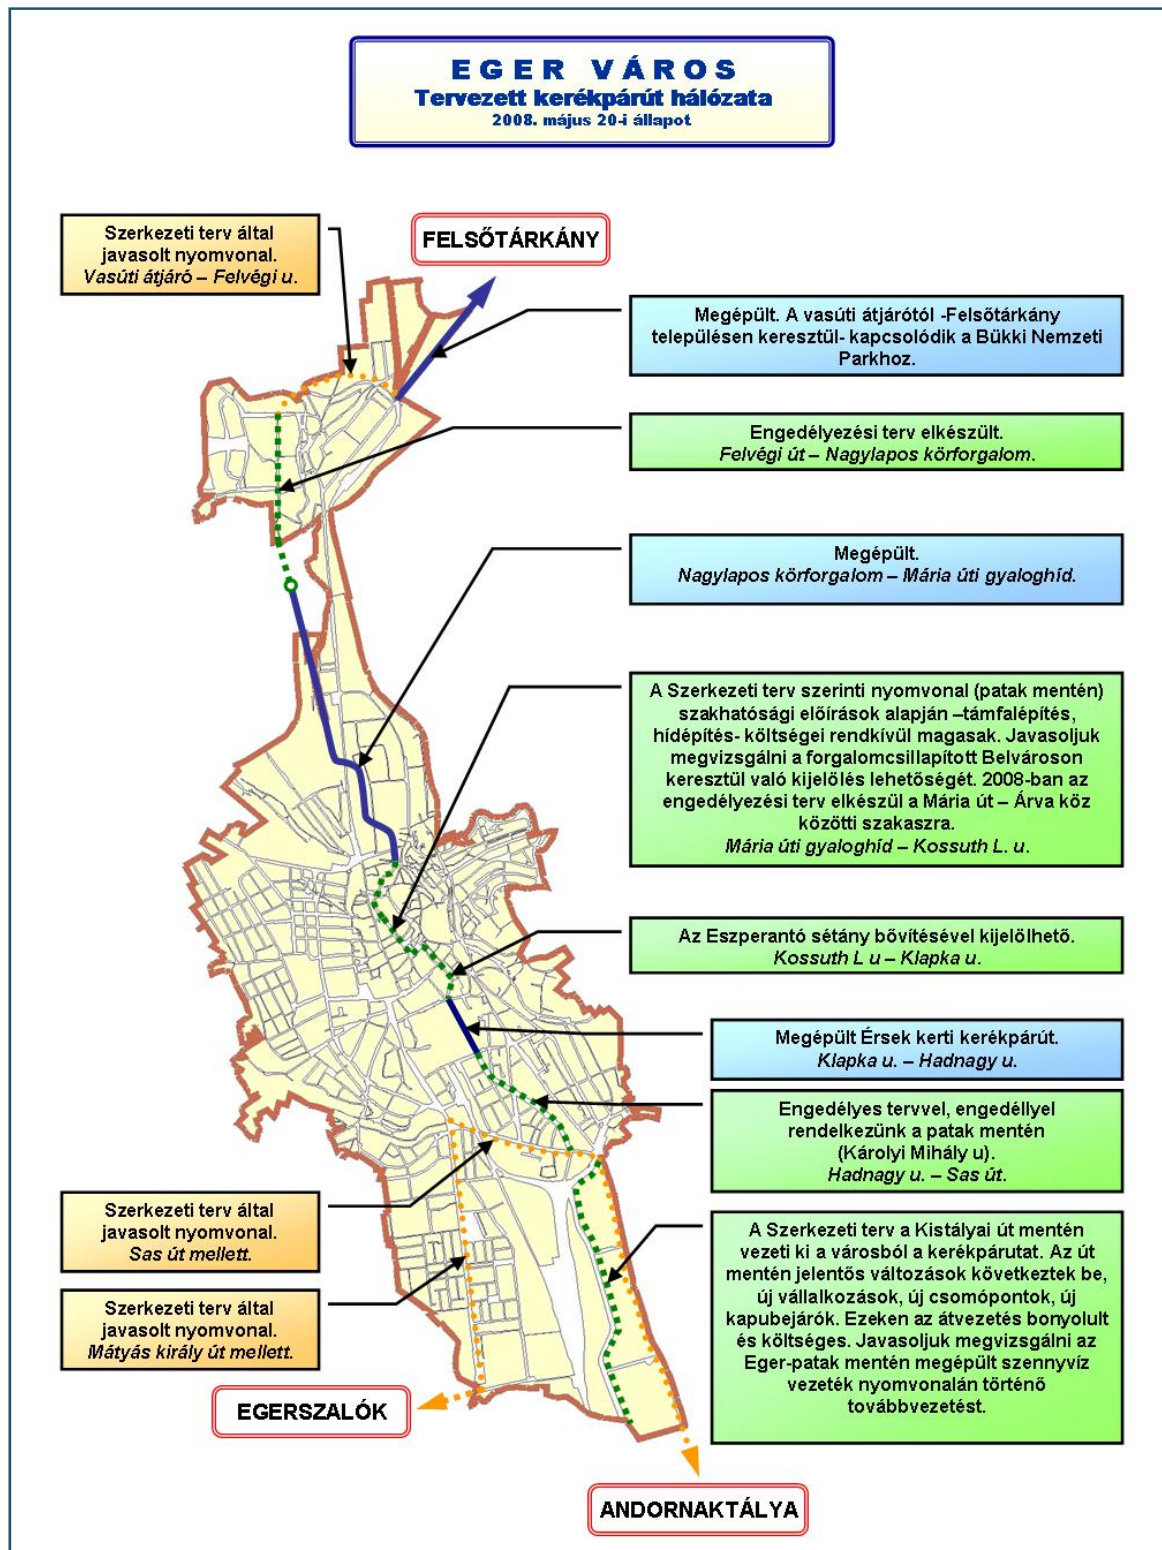 EGER VÁROS
Tervezett kerékpárút hálózata
2008. május 20-i állapot
Szerkezeti terv által
javasolt nyomvonal.
Vasúti átjáró – Felvégi u.
FELSŐTÁRKÁNY
Megépült. A vasúti átjárótól -Felsőtárkány
településen keresztül- kapcsolódik a Bükki Nemzeti
Parkhoz.
Engedélyezési terv elkészült.
Felvégi út – Nagylapos körforgalom.
Megépült.
Nagylapos körforgalom – Mária úti gyaloghíd.
A Szerkezeti terv szerinti nyomvonal (patak mentén)
szakhatósági előírások alapján –támfalépítés,
hídépítés- költségei rendkívül magasak. Javasoljuk
megvizsgálni a forgalomcsillapított Belvároson
keresztül való kijelölés lehetőségét. 2008-ban az
engedélyezési terv elkészül a Mária út – Árva köz
közötti szakaszra.
Mária úti gyaloghíd – Kossuth L. u.
Az Eszperantó sétány bővítésével kijelölhető.
Kossuth L u – Klapka u.
Megépült Érsek kerti kerékpárút.
Klapka u. – Hadnagy u.
Engedélyes tervvel, engedéllyel
rendelkezünk a patak mentén
(Károlyi Mihály u).
Hadnagy u. – Sas út.
Szerkezeti terv által
javasolt nyomvonal.
Sas út mellett.
Szerkezeti terv által
javasolt nyomvonal.
Mátyás király út mellett.
A Szerkezeti terv a Kistályai út mentén
vezeti ki a városból a kerékpárutat. Az út
mentén jelentős változások következtek be,
új vállalkozások, új csomópontok, új
kapubejárók. Ezeken az átvezetés bonyolult
és költséges. Javasoljuk megvizsgálni az
Eger-patak mentén megépült szennyvíz
vezeték nyomvonalán történő
továbbvezetést.
EGERSZALÓK
ANDORNAKTÁLYA